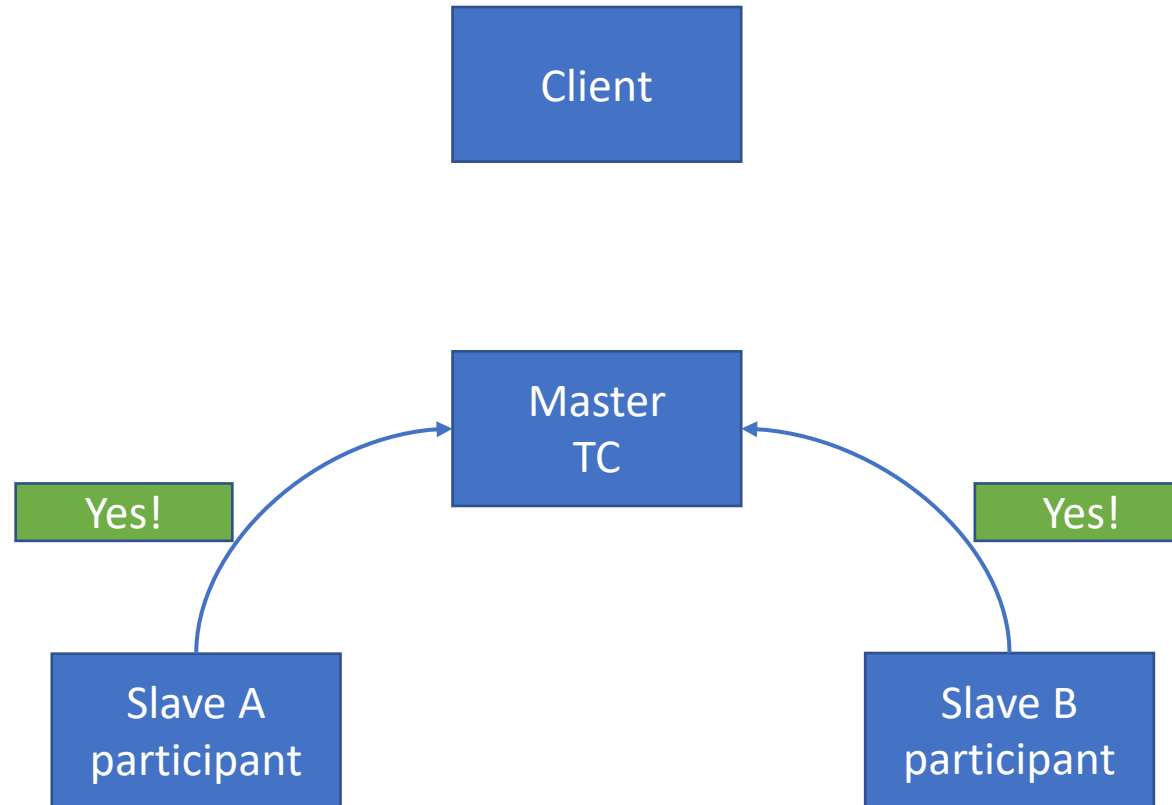 Client
Master
TC
Yes!
Yes!
Slave A
participant
Slave B
participant